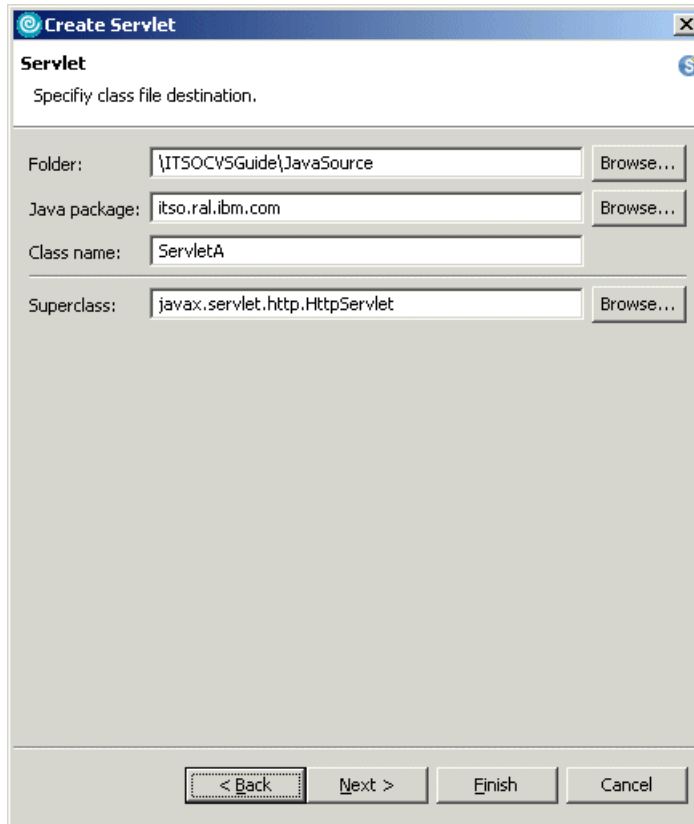 Create Servlet
Servlet
Specifiy class file destination.
Folder: \ITSOCVSGuide\JavaSource Browse...
Java package: itso.ral.ibm.com Browse...
Class name: ServletA
Superclass: javax.servlet.http.HttpServlet Browse...
< Back Next > Finish Cancel